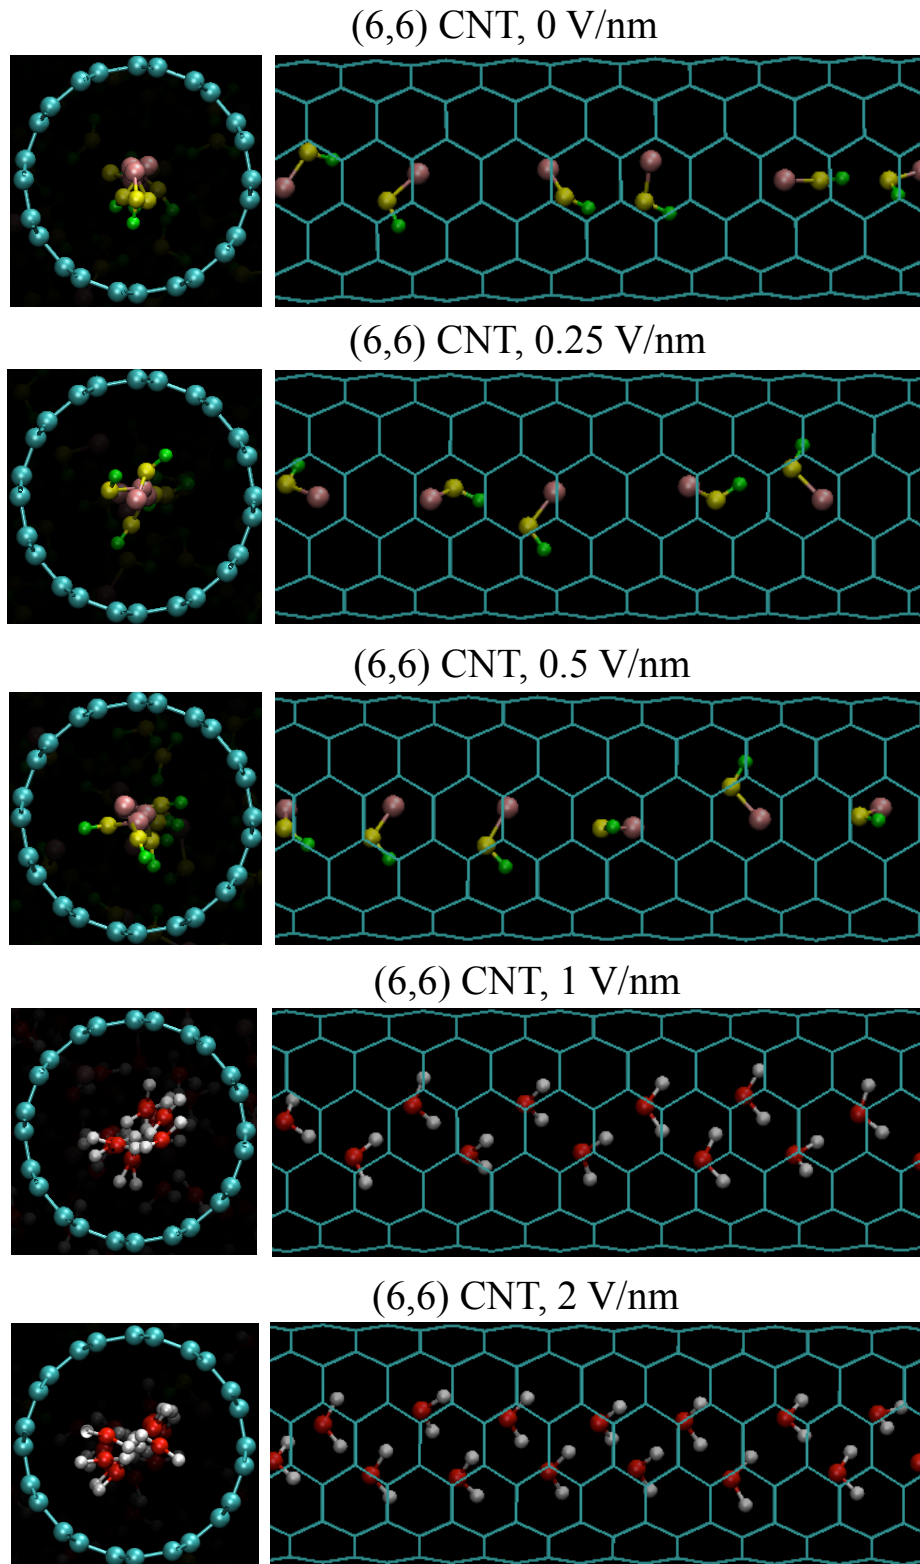 (6,6) CNT, 0 V/nm
(6,6) CNT, 0.25 V/nm
(6,6) CNT, 0.5 V/nm
(6,6) CNT, 1 V/nm
(6,6) CNT, 2 V/nm